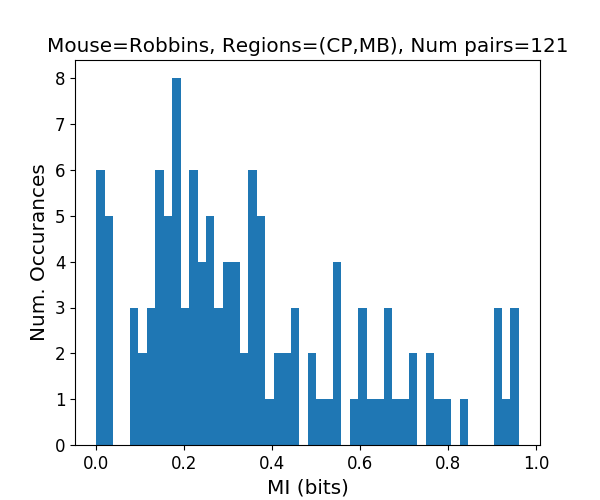 Mouse=Robbins, Regions=(CP,MB), Num pairs=121
8
7
6
5
4
3
2
1
0
Num. Occurances
0.0 0.2 0.4 0.6 0.8 1.0
MI (bits)